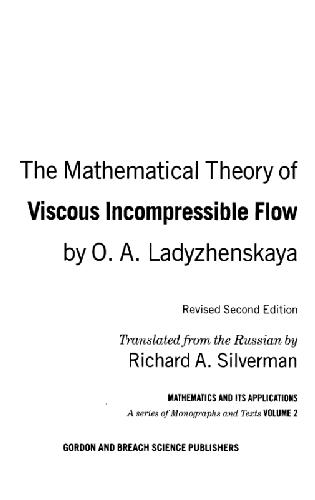 The Mathematical Theory of
Viscous Incompressible Flow
by O. A. Ladyzhenskaya
Revised Second Edition
Translated from the Russian by
Richard A. Silverman
MATHEMATICS AND ITS APPLICATIONS
A series of Monographs and Texts VOLUME 2
GORDON AND BREACH SCIENCE PUBLISHERS